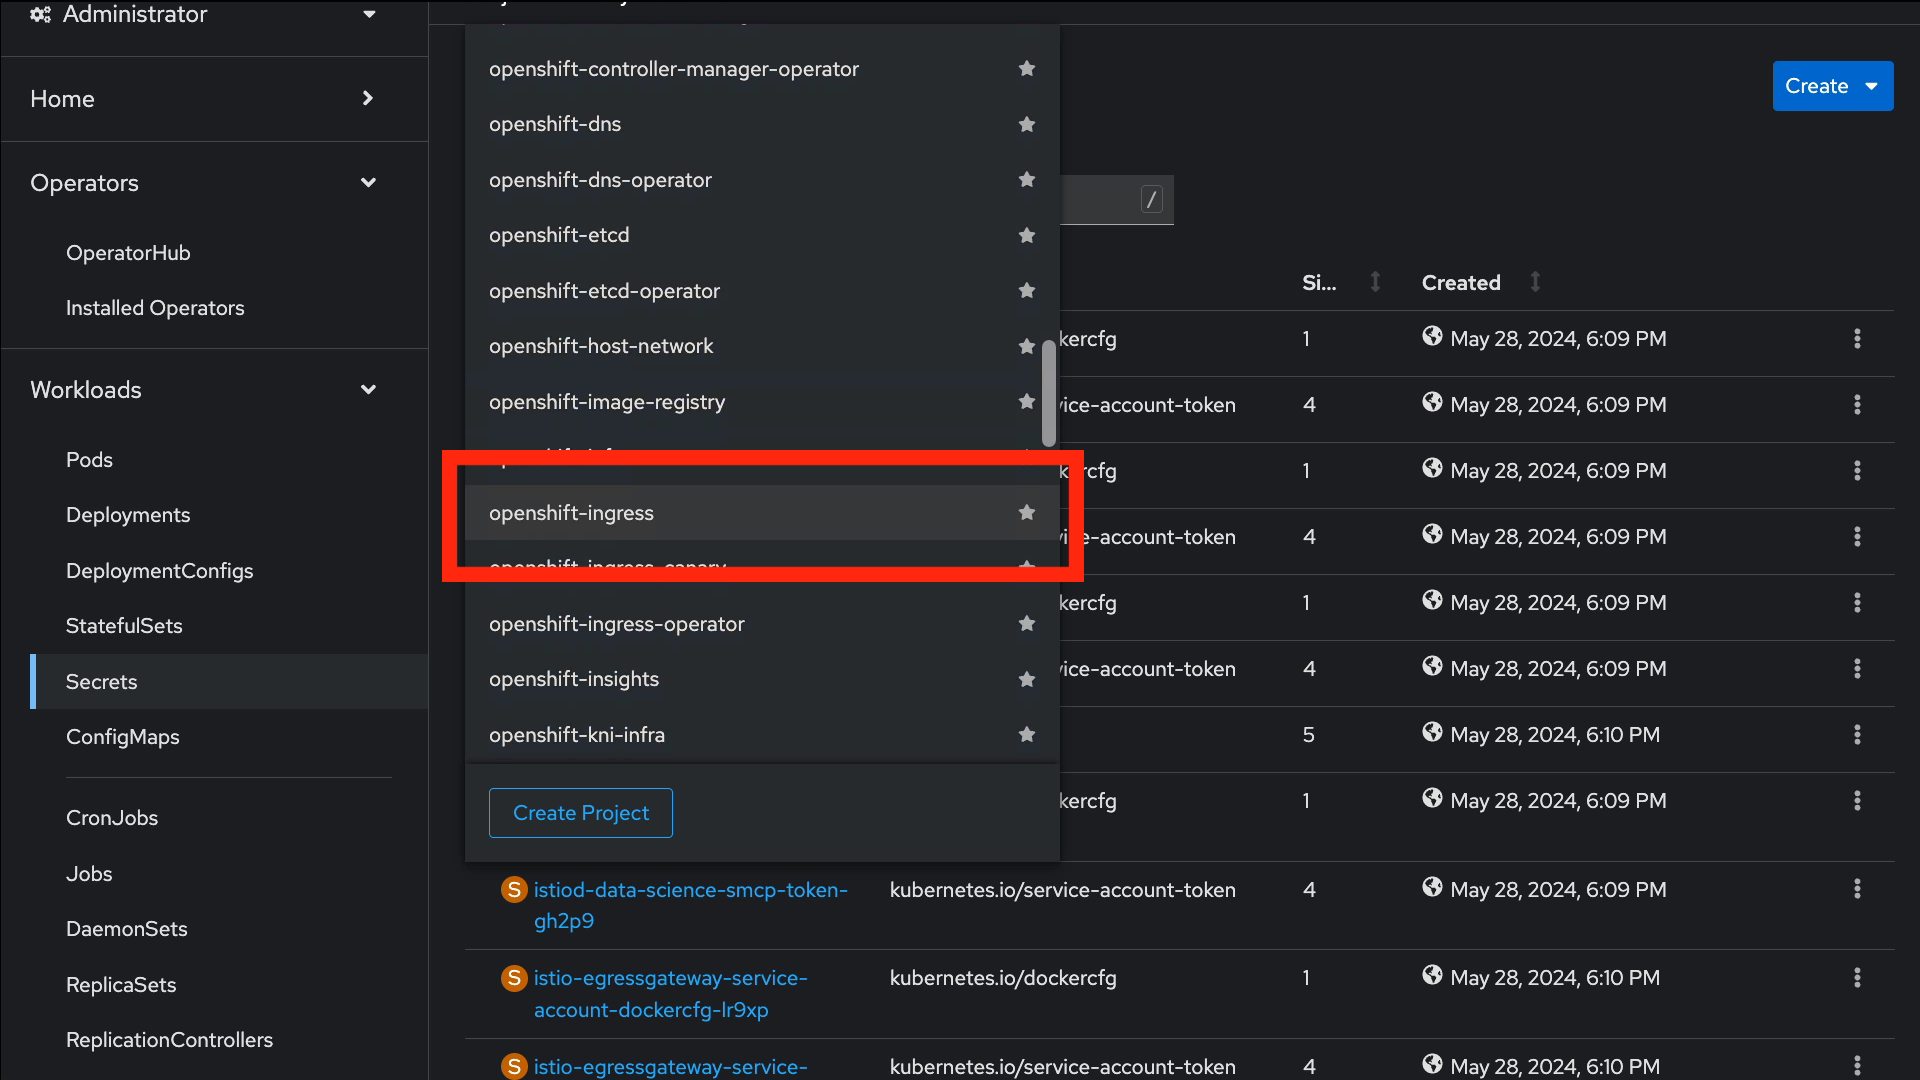 Administrator
Home
Operators
OperatorHub
Installed Operators
Workloads
Pods
Deployments
DeploymentConfigs
StatefulSets
Secrets
ConfigMaps
CronJobs
Jobs
DaemonSets
ReplicaSets
ReplicationControllers
openshift-controller-manager-operator
openshift-dns
openshift-dns-operator
openshift-etcd
openshift-etcd-operator
openshift-host-network
openshift-image-registry
openshift-ingress
openshift-ingress-canary
openshift-ingress-operator
openshift-insights
openshift-kni-infra
Create Project
Create
/
Si... Created
kercfg 1 May 28, 2024, 6:09 PM
vice-account-token 4 May 28, 2024, 6:09 PM
rcfg 1 May 28, 2024, 6:09 PM
e-account-token 4 May 28, 2024, 6:09 PM
kercfg 1 May 28, 2024, 6:09 PM
vice-account-token 4 May 28, 2024, 6:09 PM
5 May 28, 2024, 6:10 PM
kercfg 1 May 28, 2024, 6:09 PM
S istiod-data-science-smcp-token- kubernetes.io/service-account-token 4 May 28, 2024, 6:09 PM
gh2p9
S istio-egressgateway-service- kubernetes.io/dockercfg 1 May 28, 2024, 6:10 PM
account-dockercfg-lr9xp
S istio-egressgateway-service- kubernetes.io/service-account-token 4 May 28, 2024, 6:10 PM